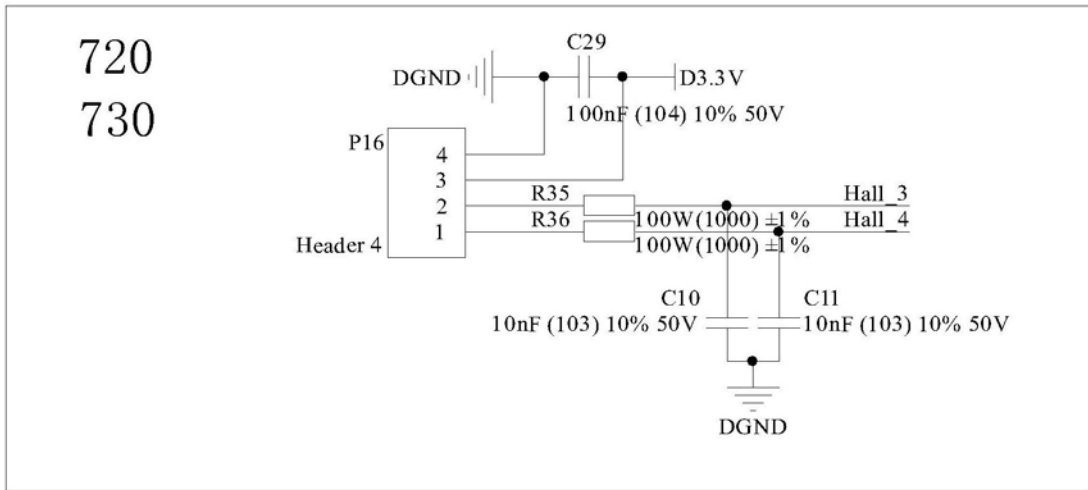 720
730
C29
DGND
D3.3V
100nF (104) 10% 50V
P16
4
3
2
1
Header 4
R35
R36
100W(1000) ±1%
100W(1000) ±1%
Hall_3
Hall_4
C10
10nF (103) 10% 50V
C11
10nF (103) 10% 50V
DGND